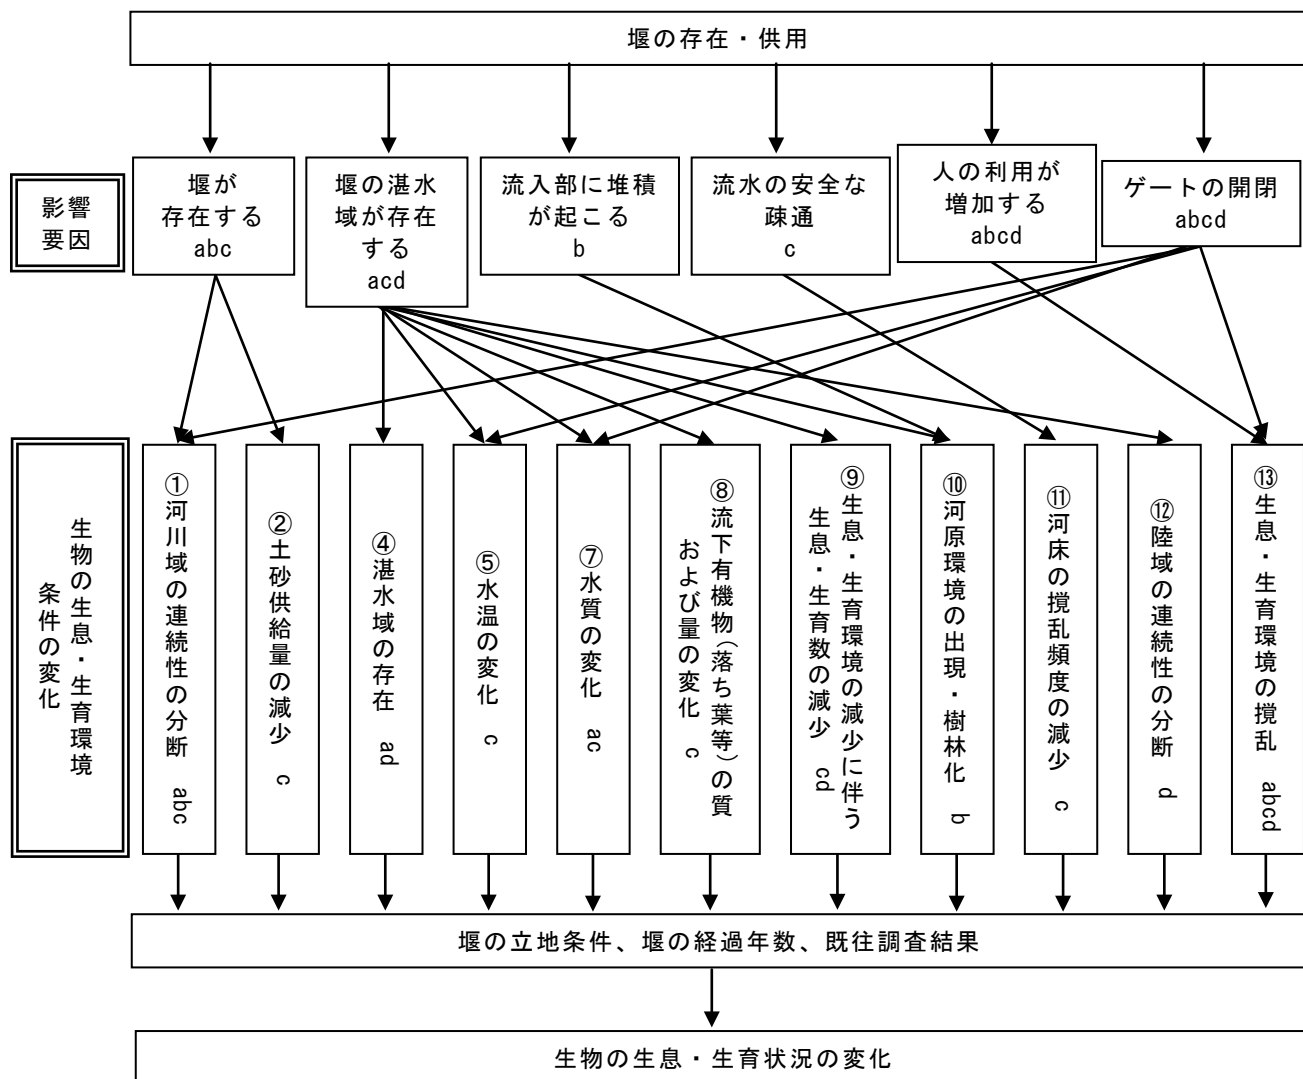 堰の存在・供用
影響
要因
堰が
存在する
abc
堰の湛水
域が存在
する
acd
流入部に堆積
が起こる
b
流水の安全な
疎通
c
人の利用が
増加する
abcd
ゲートの開閉
abcd
生物の生息・生育環境
条件の変化
①河川域の連続性の分断 abc
②土砂供給量の減少 c
④湛水域の存在 ad
⑤水温の変化 c
⑦水質の変化 ac
⑧流下有機物（落ち葉等）の質
および量の変化 c
⑨生息・生育環境の減少に伴う
生息・生育数の減少 cd
⑩河原環境の出現・樹林化 b
⑪河床の撹乱頻度の減少 c
⑫陸域の連続性の分断 d
⑬生息・生育環境の撹乱 abcd
堰の立地条件、堰の経過年数、既往調査結果
生物の生息・生育状況の変化